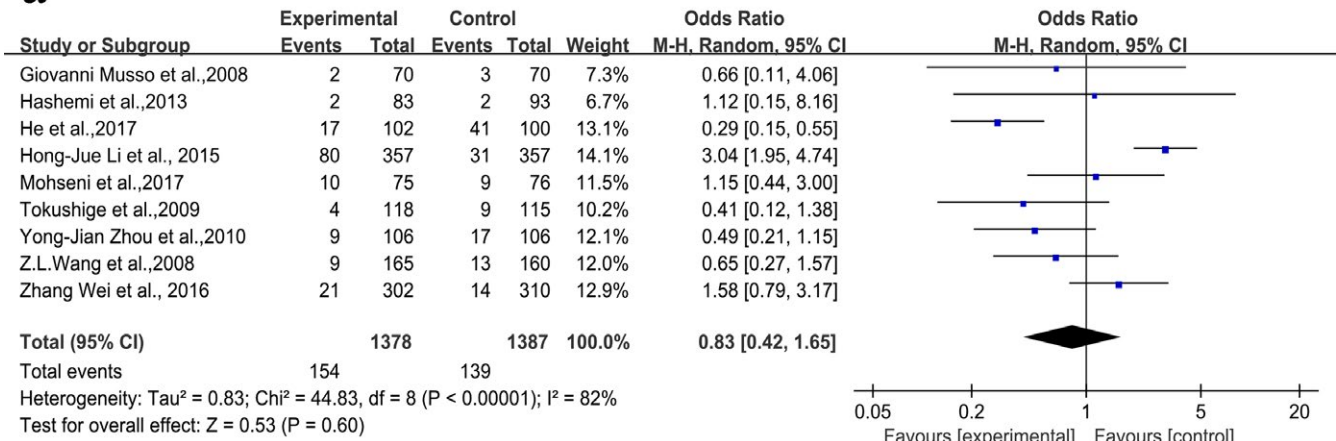 Experimental Control Odds Ratio Odds Ratio
Study or Subgroup Events Total Events Total Weight M-H, Random, 95% CI M-H, Random, 95% CI
Giovanni Musso et al.,2008 2 70 3 70 7.3% 0.66 [0.11, 4.06]
Hashemi et al.,2013 2 83 2 93 6.7% 1.12 [0.15, 8.16]
He et al.,2017 17 102 41 100 13.1% 0.29 [0.15, 0.55]
Hong-Jue Li et al., 2015 80 357 31 357 14.1% 3.04 [1.95, 4.74]
Mohseni et al.,2017 10 75 9 76 11.5% 1.15 [0.44, 3.00]
Tokushige et al.,2009 4 118 9 115 10.2% 0.41 [0.12, 1.38]
Yong-Jian Zhou et al.,2010 9 106 17 106 12.1% 0.49 [0.21, 1.15]
Z.L.Wang et al.,2008 9 165 13 160 12.0% 0.65 [0.27, 1.57]
Zhang Wei et al., 2016 21 302 14 310 12.9% 1.58 [0.79, 3.17]
Total (95% CI) 1378 1387 100.0% 0.83 [0.42, 1.65]
Total events 154 139
Heterogeneity: Tau² = 0.83; Chi² = 44.83, df = 8 (P < 0.00001); I² = 82%
Test for overall effect: Z = 0.53 (P = 0.60)
0.05 0.2 1 5 20
Favours [experimental] Favours [control]